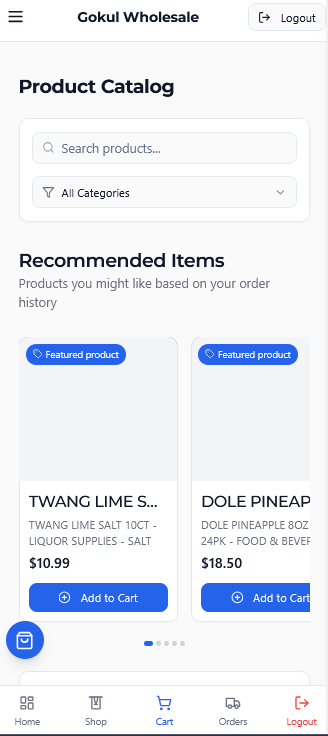 Gokul Wholesale
Logout
Product Catalog
Search products...
All Categories
Recommended Items
Products you might like based on your order
history
Featured product
Featured product
TWANG LIME S...
DOLE PINEAP
TWANG LIME SALT 10CT -
LIQUOR SUPPLIES - SALT
DOLE PINEAPPLE 8OZ
24PK - FOOD & BEVER
$10.99
$18.50
Add to Cart
Add to Cart
Home
Shop
Cart
Orders
Logout